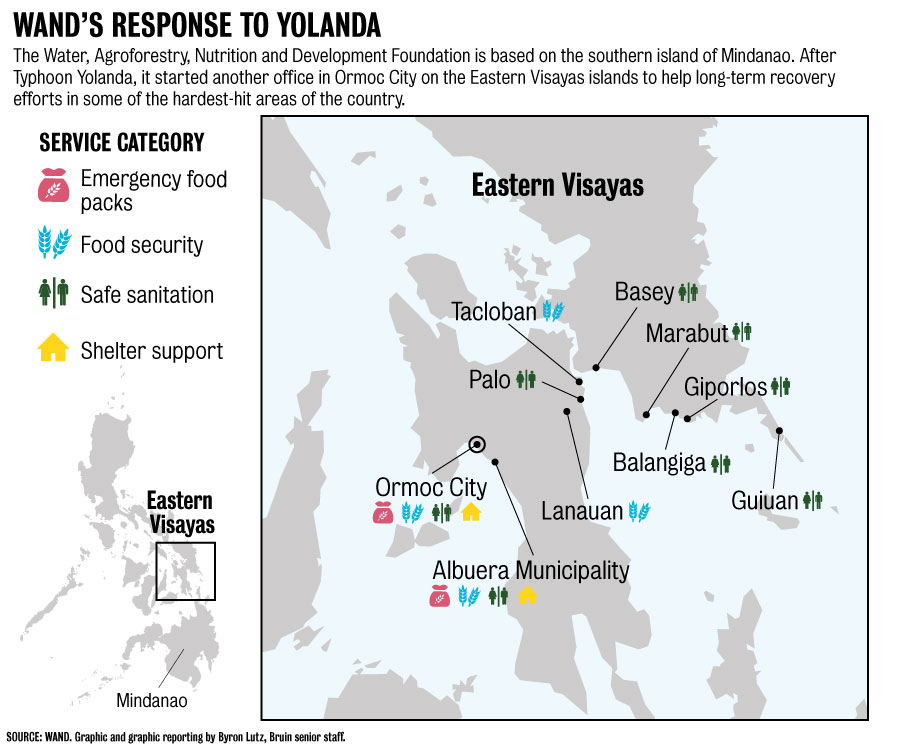 WAND'S RESPONSE TO YOLANDA
The Water, Agroforestry, Nutrition and Development Foundation is based on the southern island of Mindanao. After
Typhoon Yolanda, it started another office in Ormoc City on the Eastern Visayas islands to help long-term recovery
efforts in some of the hardest-hit areas of the country.
SERVICE CATEGORY
Emergency food
packs
Food security
Safe sanitation
Shelter support
Eastern
Visayas
Mindanao
Eastern Visayas
Basey
Tacloban
Marabut
Palo
Giporlos
Balangiga
Ormoc City
Guiuan
Lanauan
Albuera Municipality
SOURCE: WAND. Graphic and graphic reporting by Byron Lutz, Bruin senior staff.